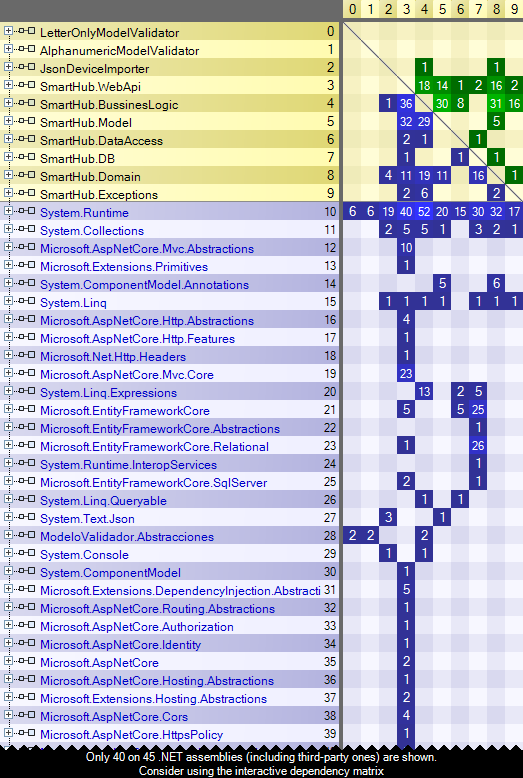 0 1 2 3 4 5 6 7 8 9
LetterOnlyModelValidator 0
AlphanumericModelValidator 1
JsonDeviceImporter 2 1 1
SmartHub.WebApi 3 18 14 1 2 16 2
SmartHub.BussinesLogic 4 1 36 30 8 31 16
SmartHub.Model 5 32 29 5
SmartHub.DataAccess 6 2 1 1
SmartHub.DB 7 1 1 1
SmartHub.Domain 8 4 11 19 11 16 1
SmartHub.Exceptions 9 2 6 2
System.Runtime 10 6 6 19 40 52 20 15 30 32 17
System.Collections 11 2 5 5 1 3 2 1
Microsoft.AspNetCore.Mvc.Abstractions 12 10
Microsoft.Extensions.Primitives 13 1
System.ComponentModel.Annotations 14 5 6
System.Linq 15 1 1 1 1 1 1 1
Microsoft.AspNetCore.Http.Abstractions 16 4
Microsoft.AspNetCore.Http.Features 17 1
Microsoft.Net.Http.Headers 18 1
Microsoft.AspNetCore.Mvc.Core 19 23
System.Linq.Expressions 20 13 2 5
Microsoft.EntityFrameworkCore 21 5 5 25
Microsoft.EntityFrameworkCore.Abstractions 22 1
Microsoft.EntityFrameworkCore.Relational 23 1 26
System.Runtime.InteropServices 24 1
Microsoft.EntityFrameworkCore.SqlServer 25 2 1
System.Linq.Queryable 26 1 1
System.Text.Json 27 3 1
ModeloValidador.Abstracciones 28 2 2 2
System.Console 29 1 1
System.ComponentModel 30 1
Microsoft.Extensions.DependencyInjection.Abstracti 31 5
Microsoft.AspNetCore.Routing.Abstractions 32 1
Microsoft.AspNetCore.Authorization 33 1
Microsoft.AspNetCore.Identity 34 1
Microsoft.AspNetCore 35 2
Microsoft.AspNetCore.Hosting.Abstractions 36 1
Microsoft.Extensions.Hosting.Abstractions 37 2
Microsoft.AspNetCore.Cors 38 4
Microsoft.AspNetCore.HttpsPolicy 39 1
Only 40 on 45 .NET assemblies (including third-party ones) are shown.
Consider using the interactive dependency matrix